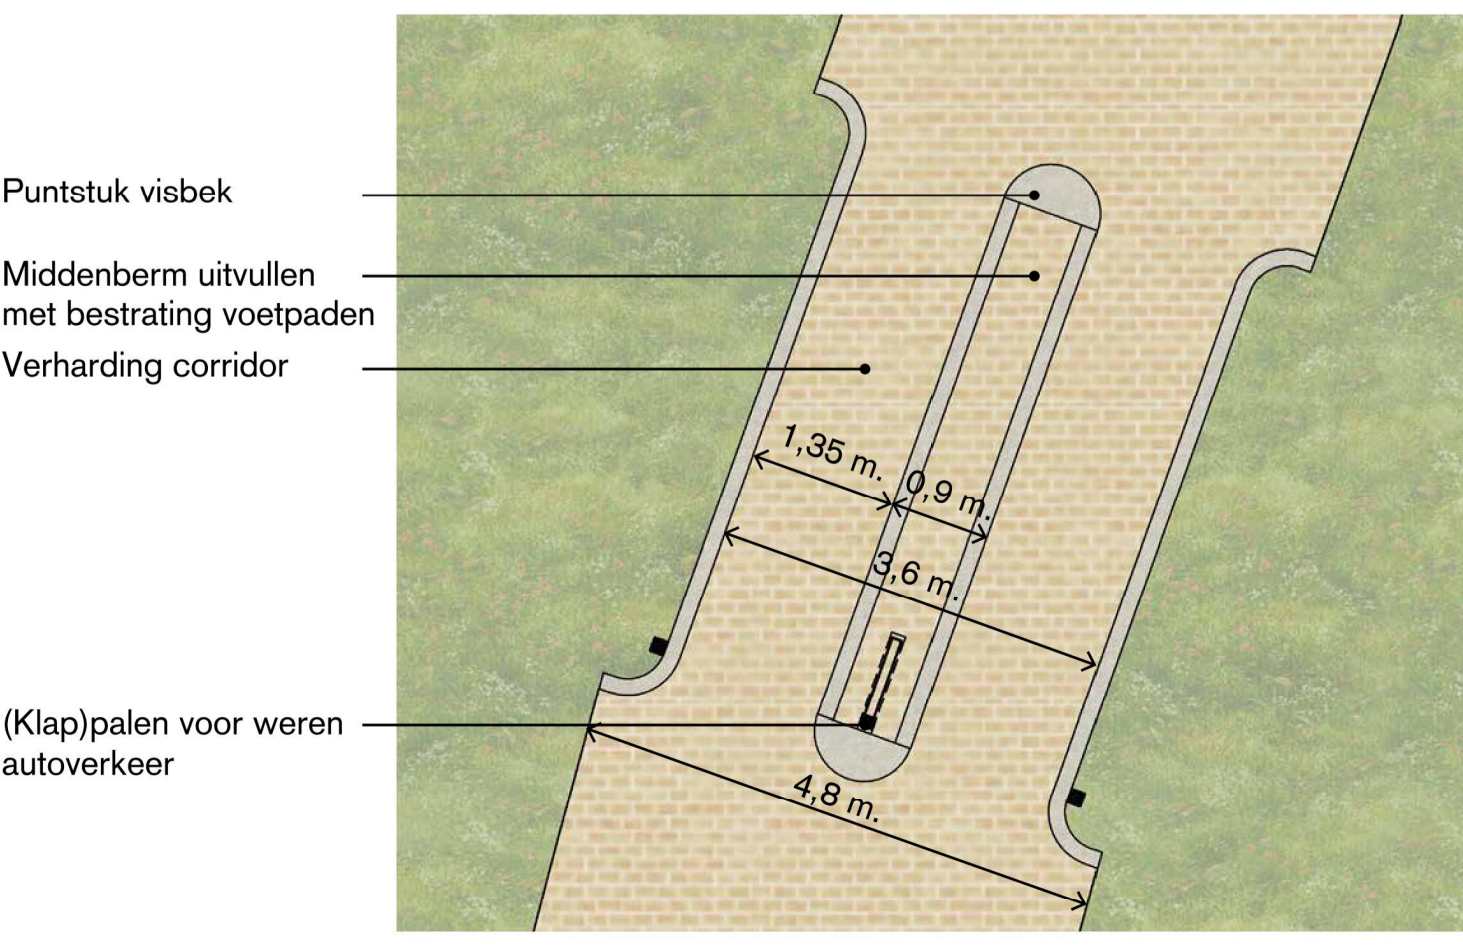 Puntstuk visbek
Middenberm uitvullen
met bestrating voetpaden
Verharding corridor
1,35 m.
0,9 m.
3,6 m.
(Klap)palen voor weren
autoverkeer
4,8 m.